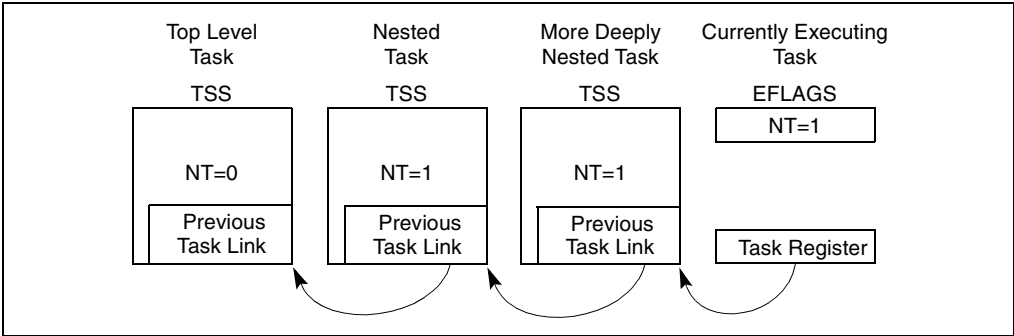 Top Level
Task
TSS
NT=0
Previous
Task Link
Nested
Task
TSS
NT=1
Previous
Task Link
More Deeply
Nested Task
TSS
NT=1
Previous
Task Link
Currently Executing
Task
EFLAGS
NT=1
Task Register